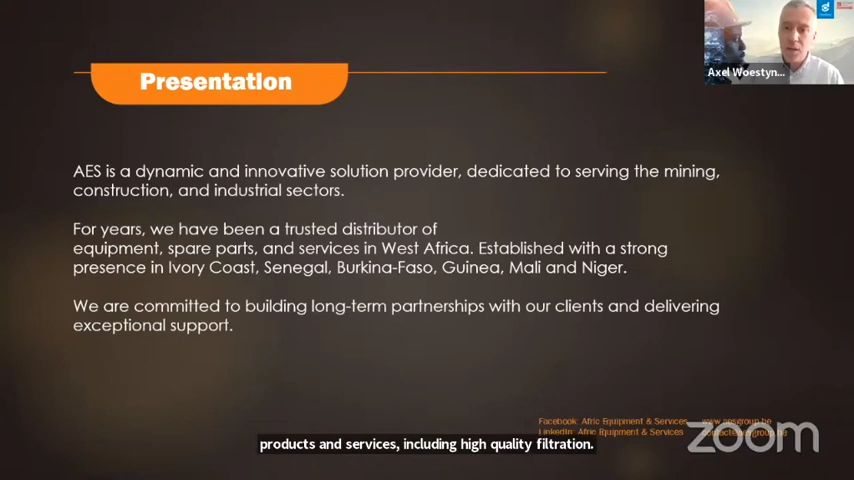 Presentation
Axel Woestyn...
AES is a dynamic and innovative solution provider, dedicated to serving the mining,
construction, and industrial sectors.
For years, we have been a trusted distributor of
equipment, spare parts, and services in West Africa. Established with a strong
presence in Ivory Coast, Senegal, Burkina-Faso, Guinea, Mali and Niger.
We are committed to building long-term partnerships with our clients and delivering
exceptional support.
Facebook: Afric Equipment & Services www.aesgroup.be
LinkedIn: Afric Equipment & Services
zoom
products and services, including high quality filtration.